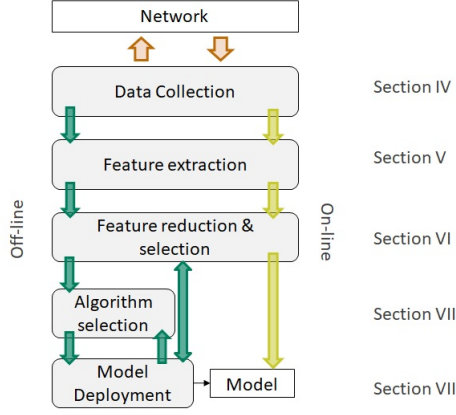 Network
Data Collection
Section IV
Feature extraction
Section V
Off-line
On-line
Feature reduction &
selection
Section VI
Algorithm
selection
Section VII
Model
Deployment
Model
Section VII